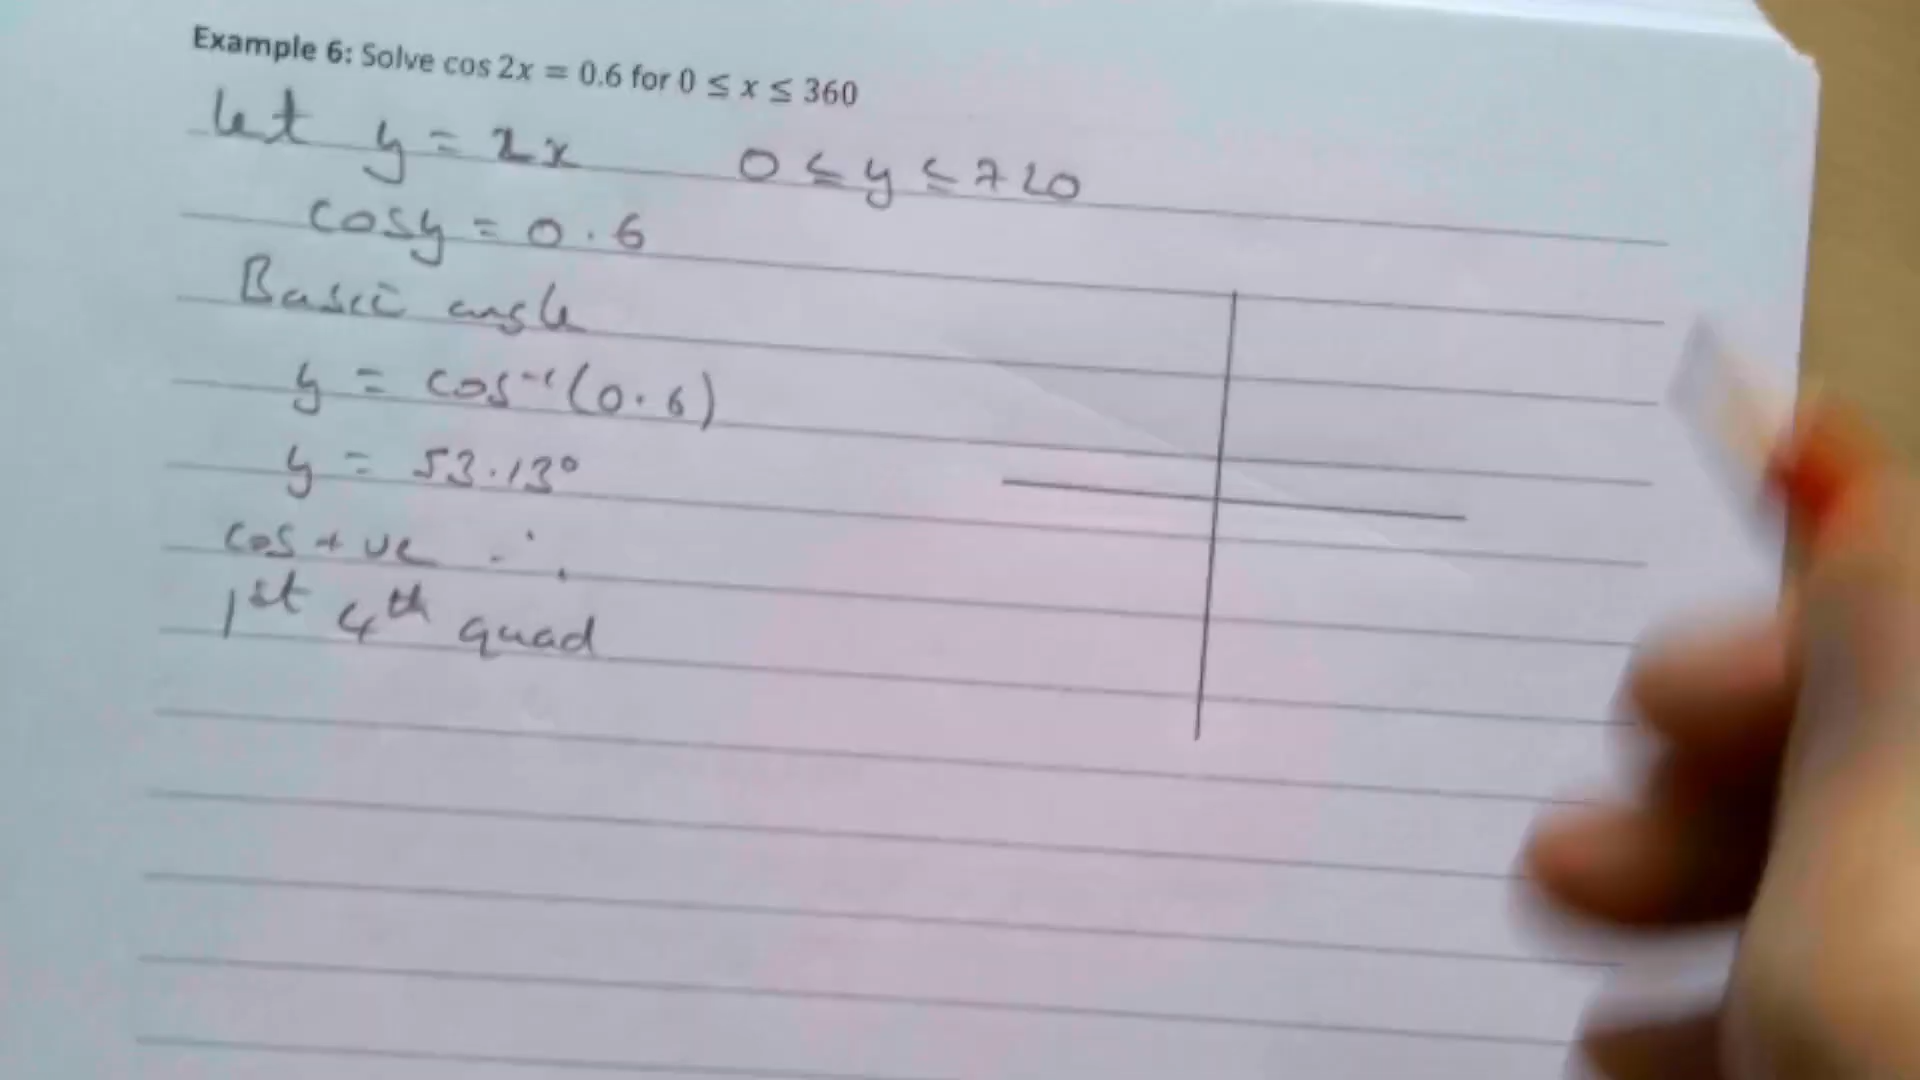 Example 6: Solve cos 2x = 0.6 for 0 ≤ x ≤ 360
let y = 2x 0 ≤ y ≤ 720
cosy = 0.6
Basic angle
y = cos⁻¹(0.6)
y = 53.13°
cos +ve ∴
1st 4th quad